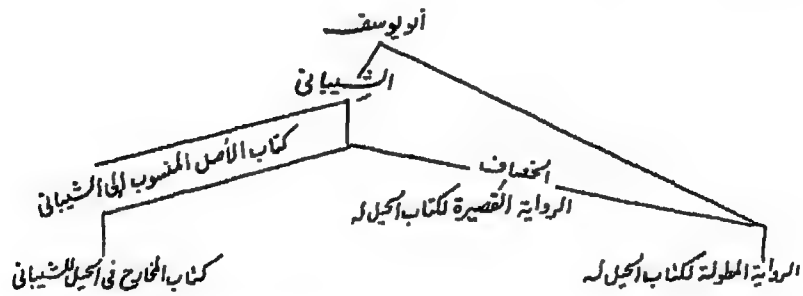 أبو يوسف
الشيباني
كتاب الأصل المنسوب إلى الشيباني
الخصاف
الرواية القصيرة لكتاب الحيل له
كتاب المخارج في الحيل للشيباني
الرواية المطولة لكتاب الحيل له